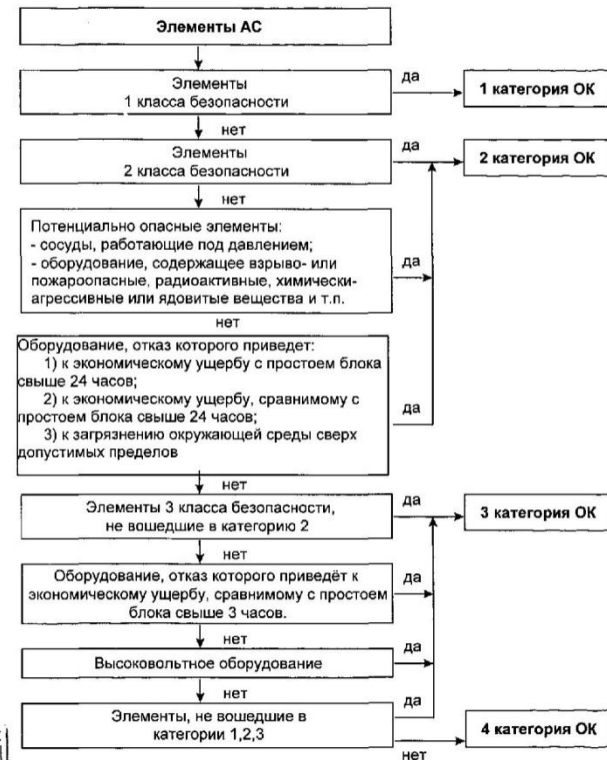 Элементы АС
Элементы
1 класса безопасности
да
1 категория ОК
нет
Элементы
2 класса безопасности
да
2 категория ОК
нет
Потенциально опасные элементы:
- сосуды, работающие под давлением;
- оборудование, содержащее взрыво- или
пожароопасные, радиоактивные, химически-
агрессивные или ядовитые вещества и т.п.
да
нет
Оборудование, отказ которого приведет:
1) к экономическому ущербу с простоем блока
свыше 24 часов;
2) к экономическому ущербу, сравнимому с
простоем блока свыше 24 часов;
3) к загрязнению окружающей среды сверх
допустимых пределов
да
нет
Элементы 3 класса безопасности,
не вошедшие в категорию 2
да
3 категория ОК
нет
Оборудование, отказ которого приведёт к
экономическому ущербу, сравнимому с простоем
блока свыше 3 часов.
да
нет
Высоковольтное оборудование
да
нет
Элементы, не вошедшие в
категории 1,2,3
да
4 категория ОК
нет